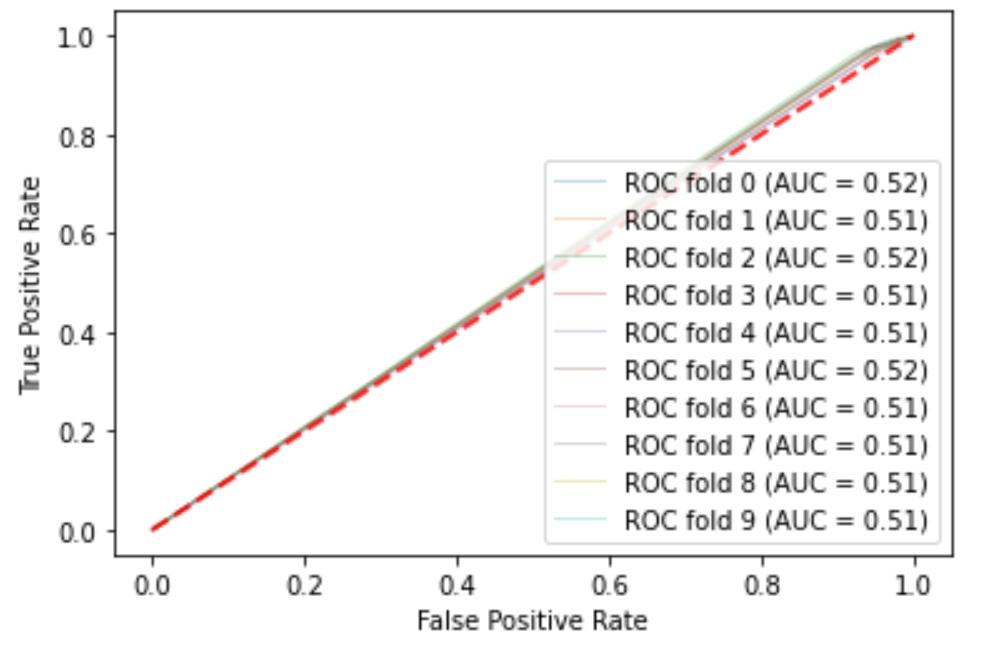 1.0
0.8
0.6
0.4
0.2
0.0
True Positive Rate
ROC fold 0 (AUC = 0.52)
ROC fold 1 (AUC = 0.51)
ROC fold 2 (AUC = 0.52)
ROC fold 3 (AUC = 0.51)
ROC fold 4 (AUC = 0.51)
ROC fold 5 (AUC = 0.52)
ROC fold 6 (AUC = 0.51)
ROC fold 7 (AUC = 0.51)
ROC fold 8 (AUC = 0.51)
ROC fold 9 (AUC = 0.51)
0.0 0.2 0.4 0.6 0.8 1.0
False Positive Rate